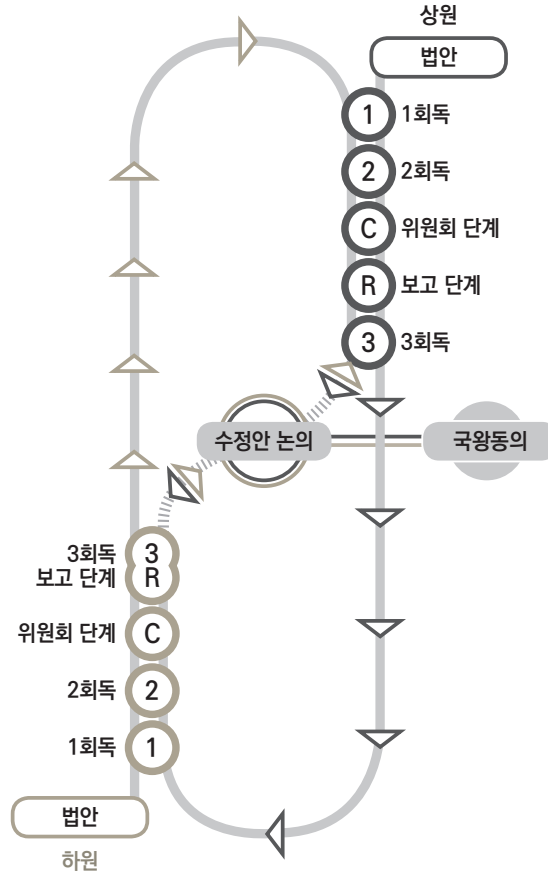 상원
법안
1 1회독
2 2회독
C 위원회 단계
R 보고 단계
3 3회독
수정안 논의
국왕동의
3회독 3
보고 단계 R
위원회 단계 C
2회독 2
1회독 1
법안
하원